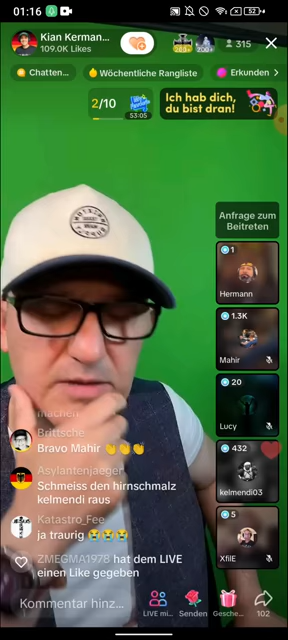 01:16
52
Kian Kerman...
109.0K Likes
315
Chatten...
Wöchentliche Rangliste
Erkunden
2/10
53:05
Ich hab dich,
du bist dran!
Anfrage zum
Beitreten
1
Hermann
1.3K
Mahir
20
Lucy
432
kelmendi03
5
XfilE
machen
Brittsche
Bravo Mahir 👏👏👏
Asylantenjaeger
Schmeiss den hirnschmalz
kelmendi raus
Katastro_Fee
ja traurig 😭😭😭
ZMEGMA1978 hat dem LIVE
einen Like gegeben
Kommentar hinz...
LIVE mi...
Senden
Gesche...
102